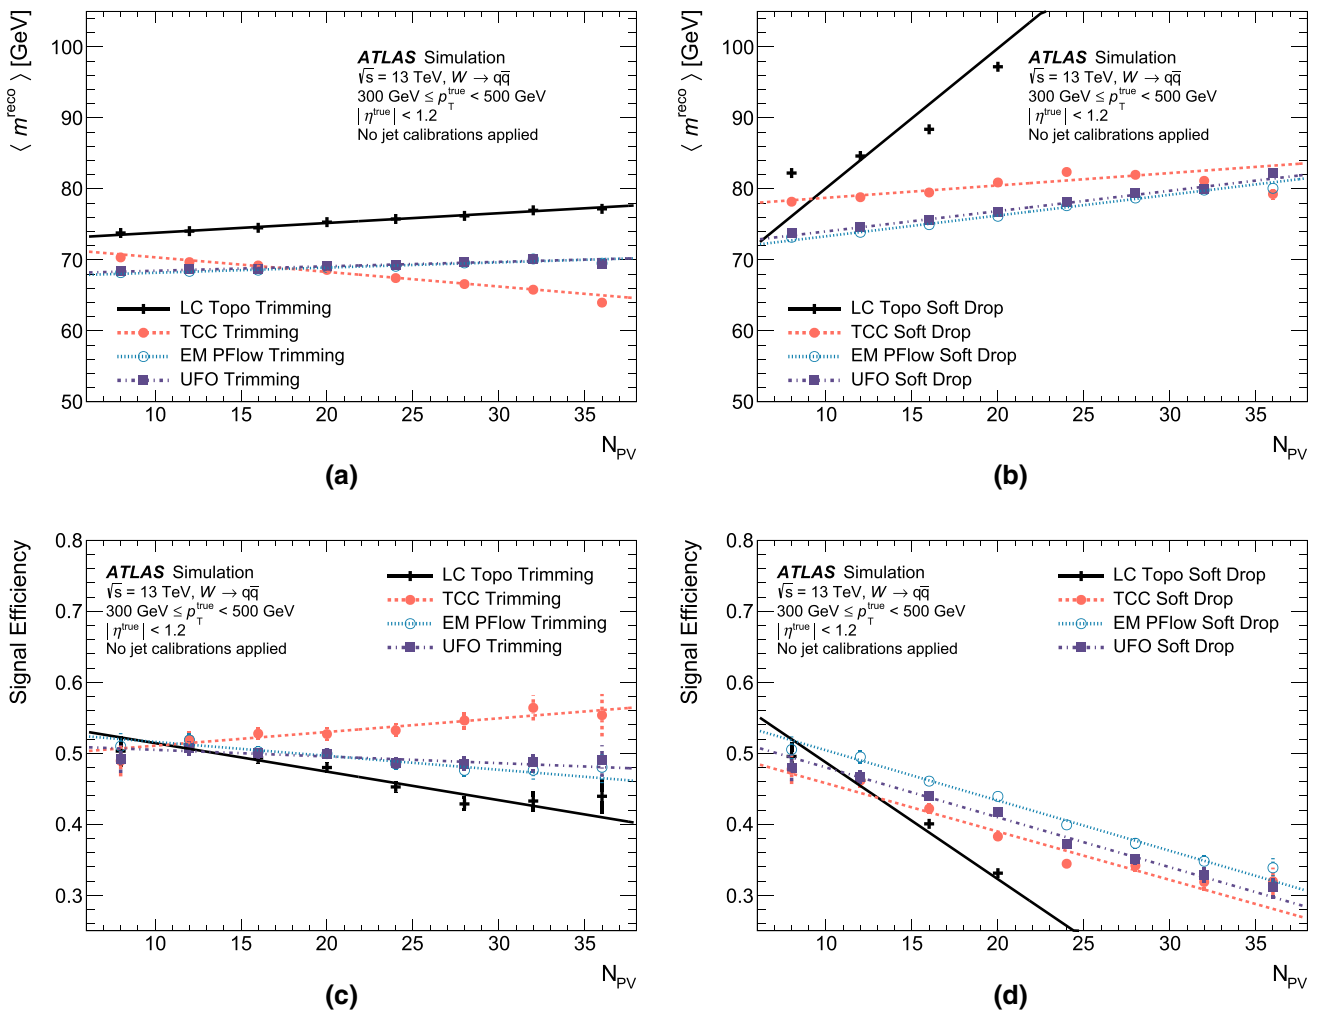 ⟨ m^reco ⟩ [GeV]
100
90
80
70
60
50
ATLAS Simulation
√s = 13 TeV, W → qq̅
300 GeV ≤ p_T^true < 500 GeV
|η^true| < 1.2
No jet calibrations applied
LC Topo Trimming
TCC Trimming
EM PFlow Trimming
UFO Trimming
10 15 20 25 30 35
N_PV
(a)
⟨ m^reco ⟩ [GeV]
100
90
80
70
60
50
ATLAS Simulation
√s = 13 TeV, W → qq̅
300 GeV ≤ p_T^true < 500 GeV
|η^true| < 1.2
No jet calibrations applied
LC Topo Soft Drop
TCC Soft Drop
EM PFlow Soft Drop
UFO Soft Drop
10 15 20 25 30 35
N_PV
(b)
Signal Efficiency
0.8
0.7
0.6
0.5
0.4
0.3
ATLAS Simulation
√s = 13 TeV, W → qq̅
300 GeV ≤ p_T^true < 500 GeV
|η^true| < 1.2
No jet calibrations applied
LC Topo Trimming
TCC Trimming
EM PFlow Trimming
UFO Trimming
10 15 20 25 30 35
N_PV
(c)
Signal Efficiency
0.8
0.7
0.6
0.5
0.4
0.3
ATLAS Simulation
√s = 13 TeV, W → qq̅
300 GeV ≤ p_T^true < 500 GeV
|η^true| < 1.2
No jet calibrations applied
LC Topo Soft Drop
TCC Soft Drop
EM PFlow Soft Drop
UFO Soft Drop
10 15 20 25 30 35
N_PV
(d)